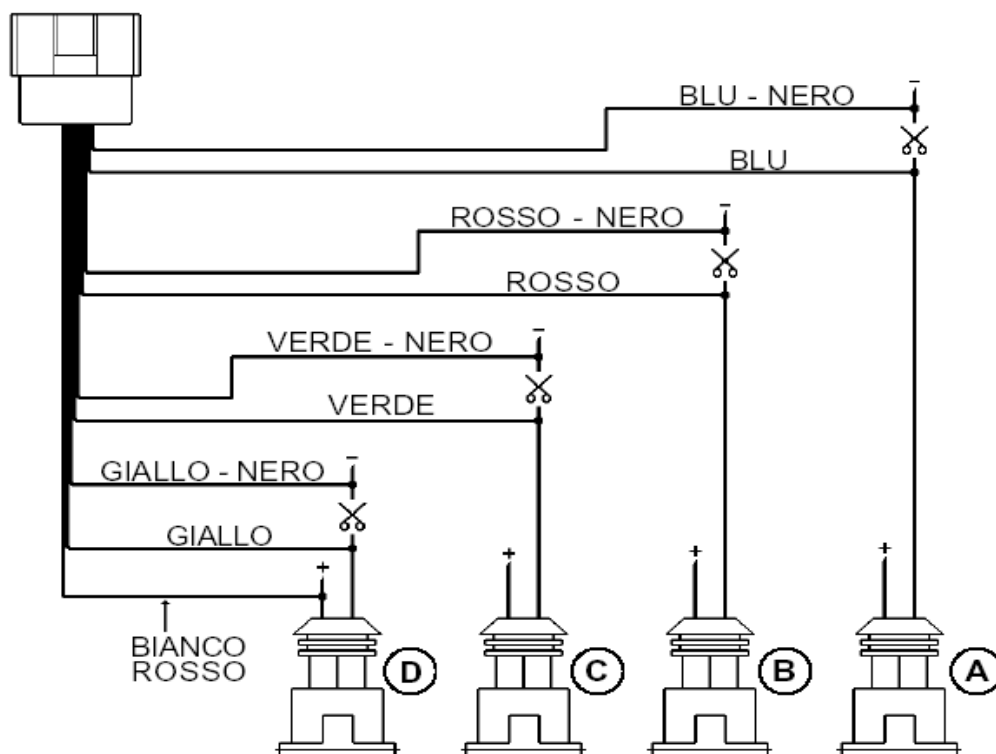 BLU - NERO
BLU
ROSSO - NERO
ROSSO
VERDE - NERO
VERDE
GIALLO - NERO
GIALLO
BIANCO
ROSSO
-
-
-
-
+
+
+
+
D
C
B
A